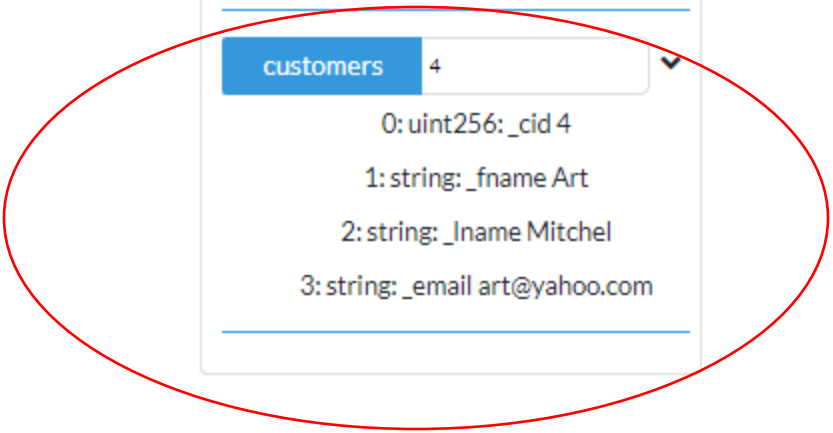 customers 4
0: uint256: _cid 4
1: string: _fname Art
2: string: _lname Mitchel
3: string: _email art@yahoo.com